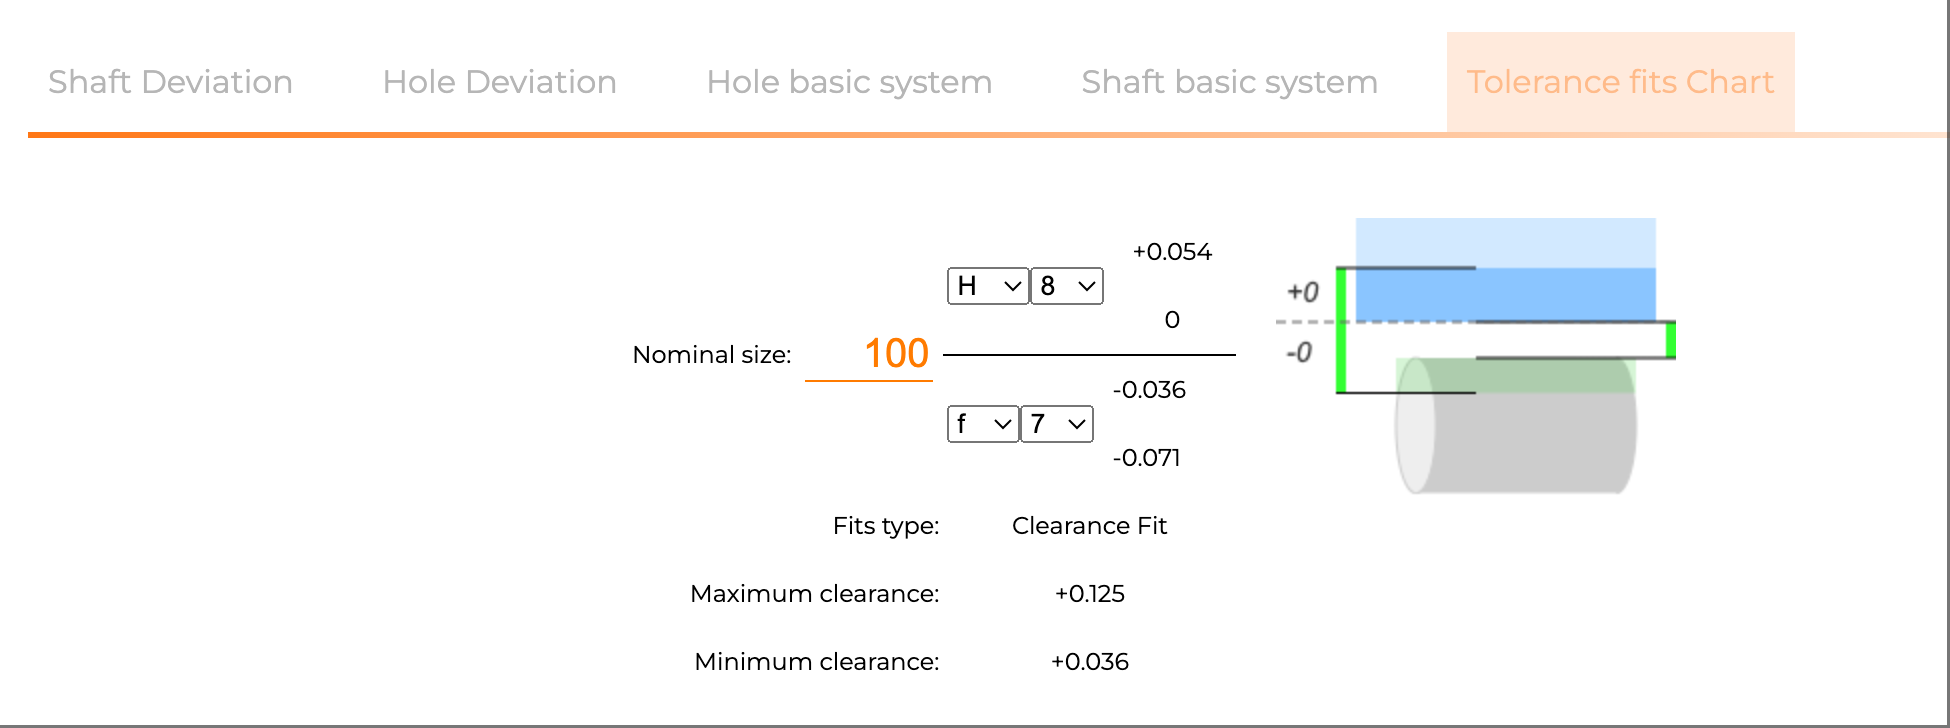 Shaft Deviation Hole Deviation Hole basic system Shaft basic system Tolerance fits Chart
+0.054
H 8
+0
0
Nominal size: 100
-0
-0.036
f 7
-0.071
Fits type: Clearance Fit
Maximum clearance: +0.125
Minimum clearance: +0.036